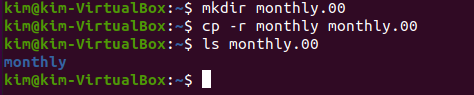 kim@kim-VirtualBox:~$ mkdir monthly.00
kim@kim-VirtualBox:~$ cp -r monthly monthly.00
kim@kim-VirtualBox:~$ ls monthly.00
monthly
kim@kim-VirtualBox:~$